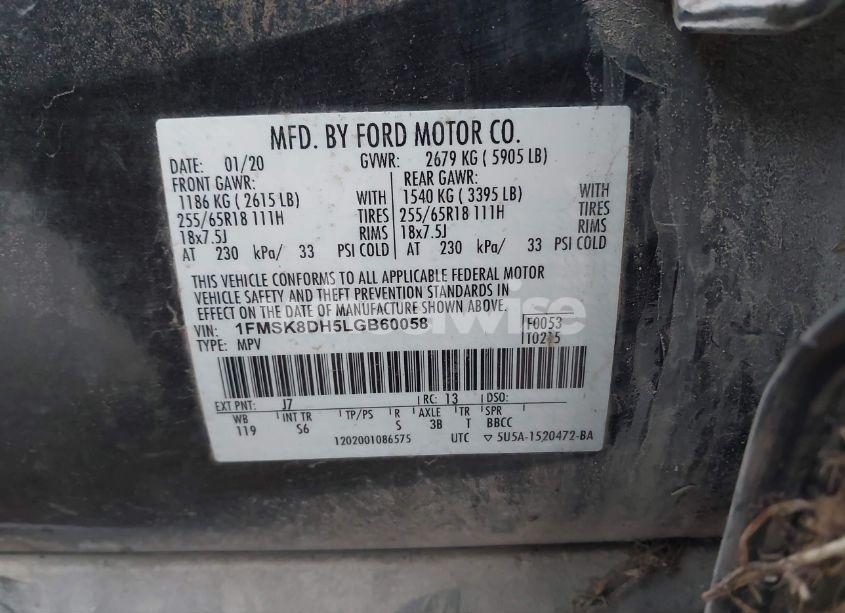 MFD. BY FORD MOTOR CO.
DATE: 01/20 GVWR: 2679 KG ( 5905 LB)
FRONT GAWR: REAR GAWR:
1186 KG ( 2615 LB) WITH 1540 KG ( 3395 LB) WITH
255/65R18 111H TIRES 255/65R18 111H TIRES
18x7.5J RIMS 18x7.5J RIMS
AT 230 kPa/ 33 PSI COLD AT 230 kPa/ 33 PSI COLD
THIS VEHICLE CONFORMS TO ALL APPLICABLE FEDERAL MOTOR
VEHICLE SAFETY AND THEFT PREVENTION STANDARDS IN
EFFECT ON THE DATE OF MANUFACTURE SHOWN ABOVE.
VIN: 1FMSK8DH5LGB60058 F0053
TYPE: MPV
EXT PNT: J7 RC: 13 DSO:
WB INT TR TP/PS R AXLE TR SPR
119 S6 S 3B T BBCC
1202001086575 UTC ▽ 5U5A-1520472-BA